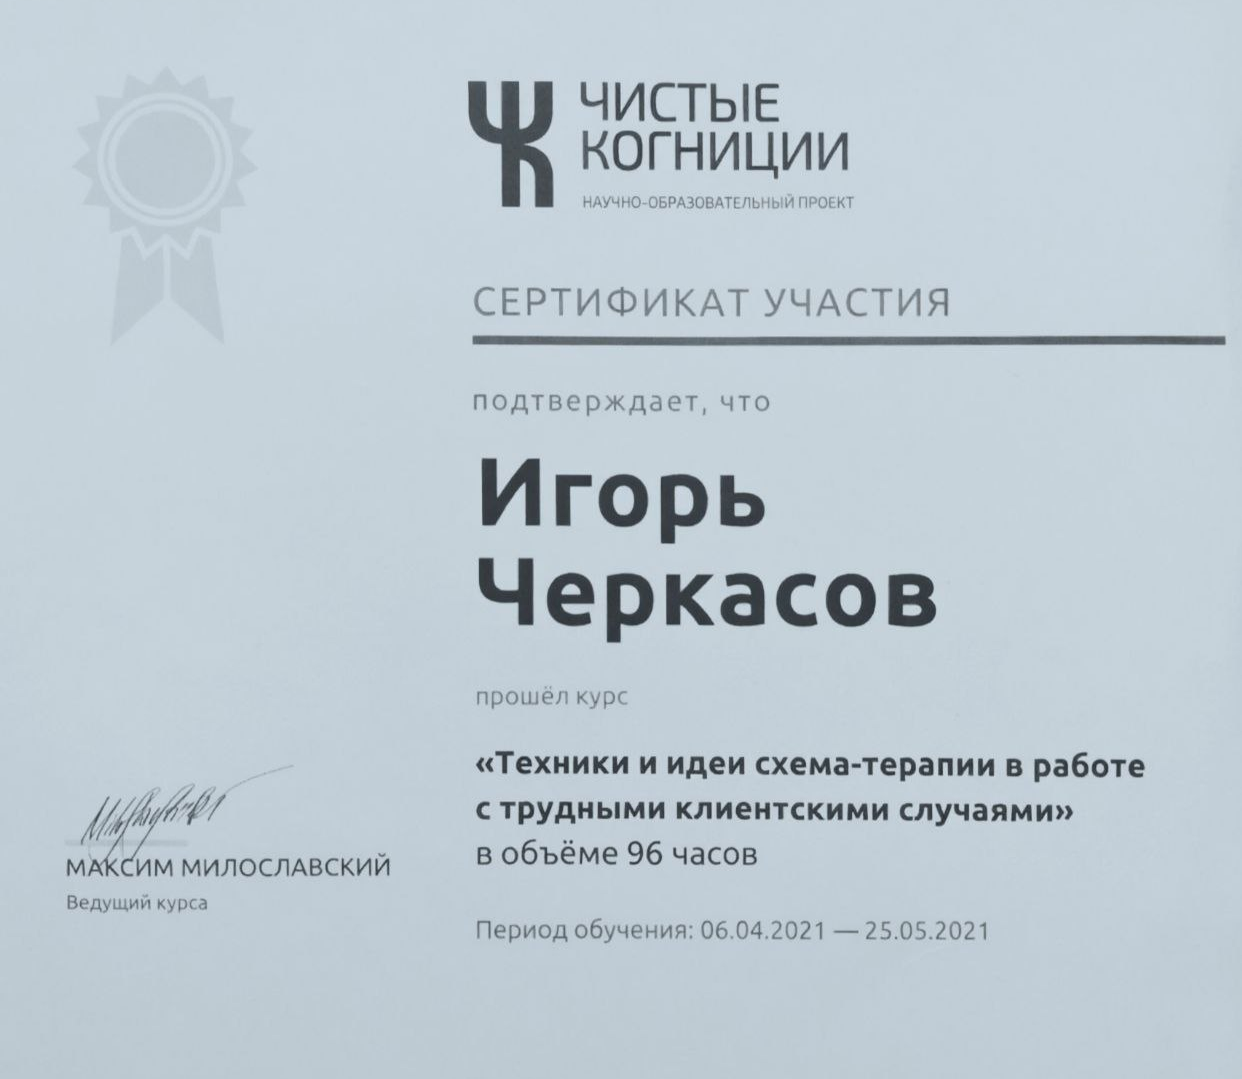 ЧИСТЫЕ
КОГНИЦИИ
НАУЧНО-ОБРАЗОВАТЕЛЬНЫЙ ПРОЕКТ
СЕРТИФИКАТ УЧАСТИЯ
подтверждает, что
Игорь
Черкасов
прошёл курс
«Техники и идеи схема-терапии в работе
с трудными клиентскими случаями»
в объёме 96 часов
Период обучения: 06.04.2021 — 25.05.2021
МАКСИМ МИЛОСЛАВСКИЙ
Ведущий курса